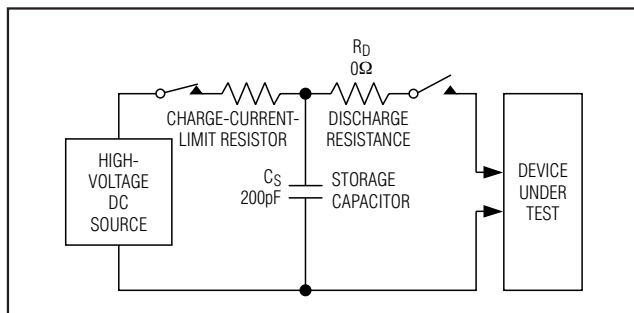 R_D
0Ω
CHARGE-CURRENT-
LIMIT RESISTOR
DISCHARGE
RESISTANCE
HIGH-
VOLTAGE
DC
SOURCE
C_S
200pF
STORAGE
CAPACITOR
DEVICE
UNDER
TEST